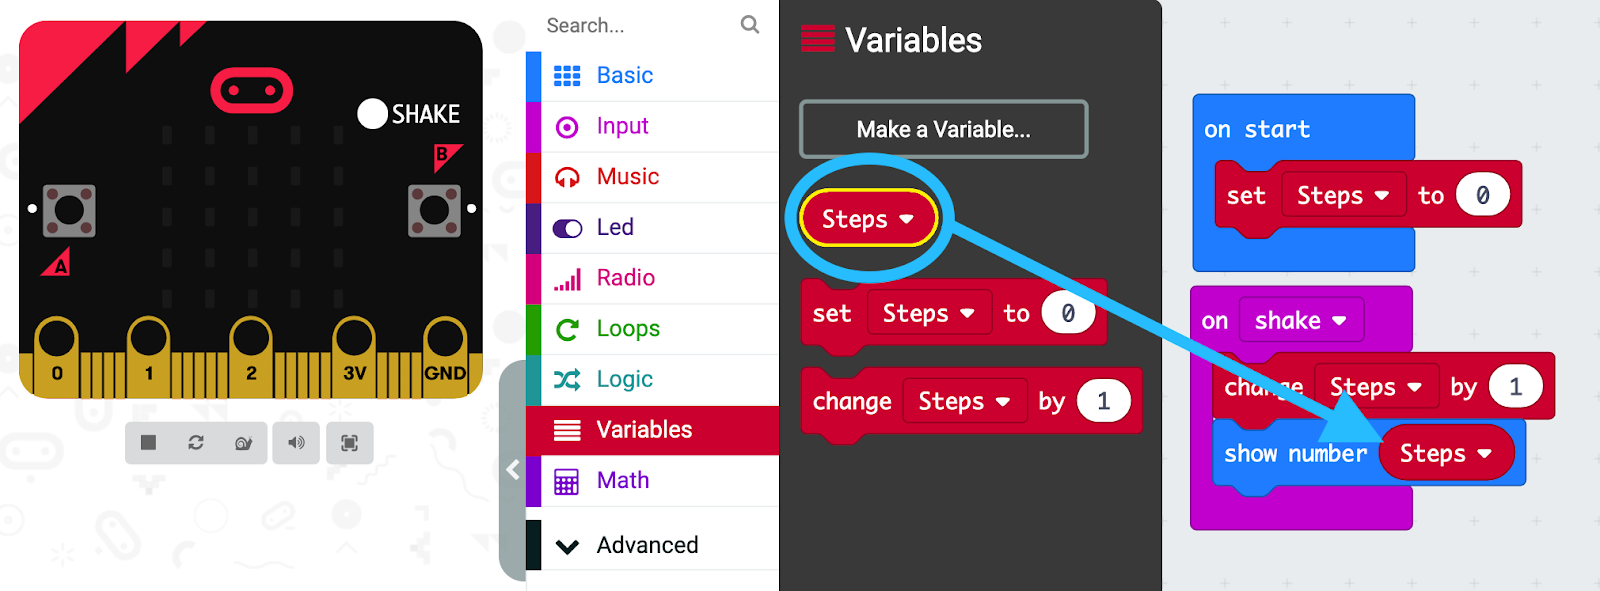 SHAKE
B
A
0 1 2 3V GND
Search...
Basic
Input
Music
Led
Radio
Loops
Logic
Variables
Math
Advanced
Variables
Make a Variable...
Steps
set Steps to 0
change Steps by 1
on start
set Steps to 0
on shake
change Steps by 1
show number Steps